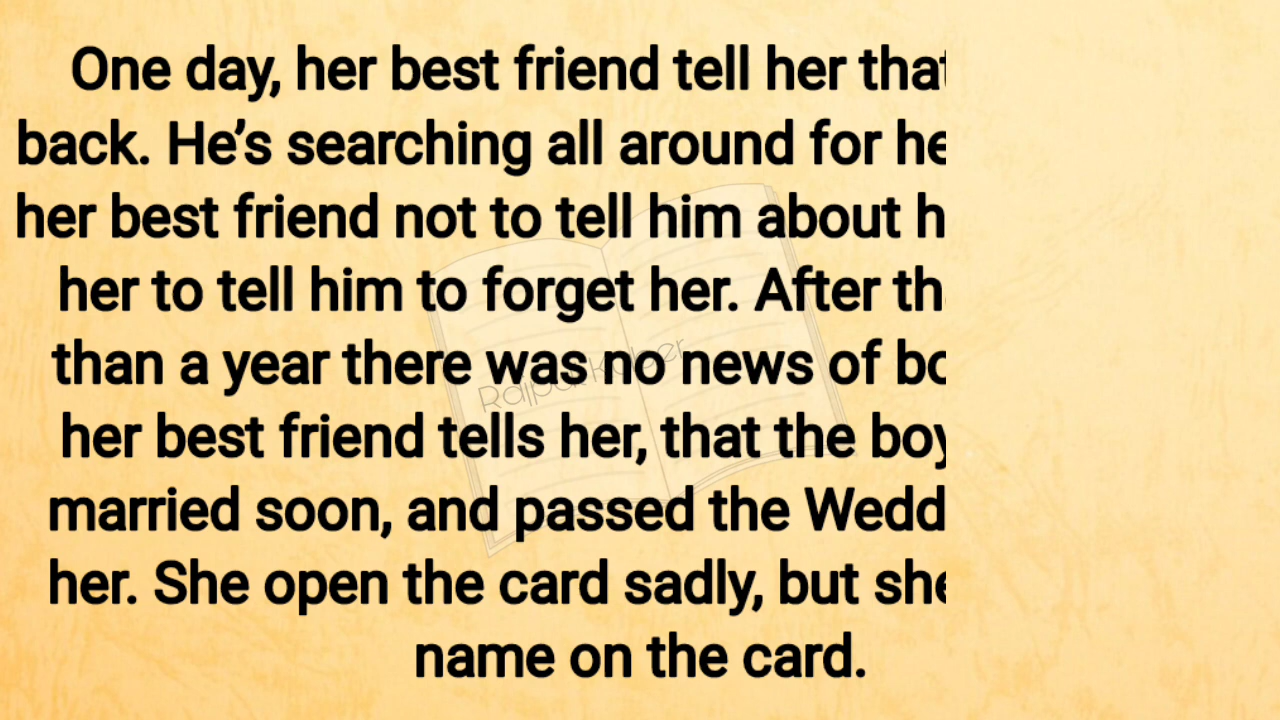 One day, her best friend tell her that
back. He's searching all around for
her best friend not to tell him about
her to tell him to forget her. After
than a year there was no news of
her best friend tells her, that the boy
married soon, and passed the
her. She open the card sadly, but she
name on the card.